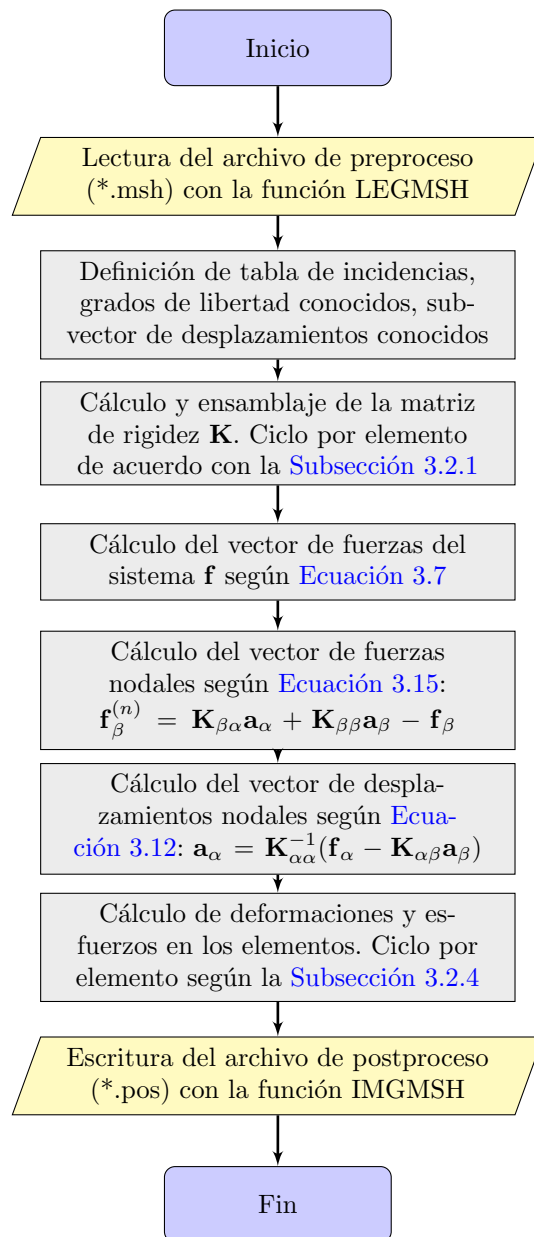 Inicio
Lectura del archivo de preproceso
(*.msh) con la función LEGMSH
Definición de tabla de incidencias,
grados de libertad conocidos, sub-
vector de desplazamientos conocidos
Cálculo y ensamblaje de la matriz
de rigidez K. Ciclo por elemento
de acuerdo con la Subsección 3.2.1
Cálculo del vector de fuerzas del
sistema f según Ecuación 3.7
Cálculo del vector de fuerzas
nodales según Ecuación 3.15:
f_β^(n) = K_βα a_α + K_ββ a_β − f_β
Cálculo del vector de despla-
zamientos nodales según Ecua-
ción 3.12: a_α = K_αα^−1 (f_α − K_αβ a_β)
Cálculo de deformaciones y es-
fuerzos en los elementos. Ciclo por
elemento según la Subsección 3.2.4
Escritura del archivo de postproceso
(*.pos) con la función IMGMSH
Fin